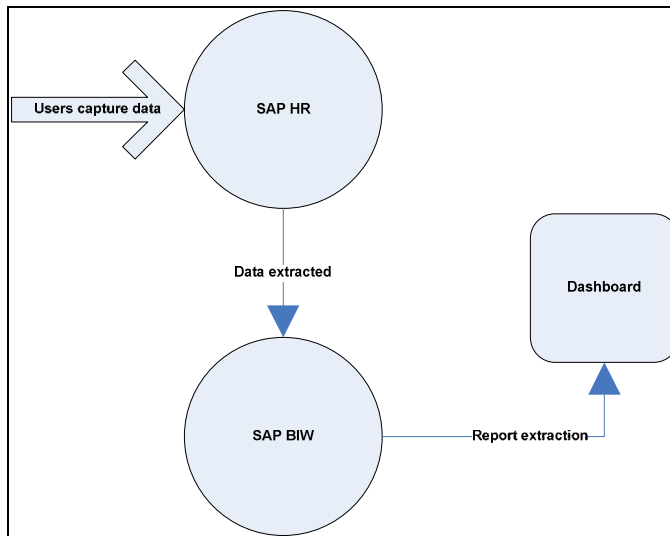 Users capture data
SAP HR
Data extracted
Dashboard
SAP BIW
Report extraction